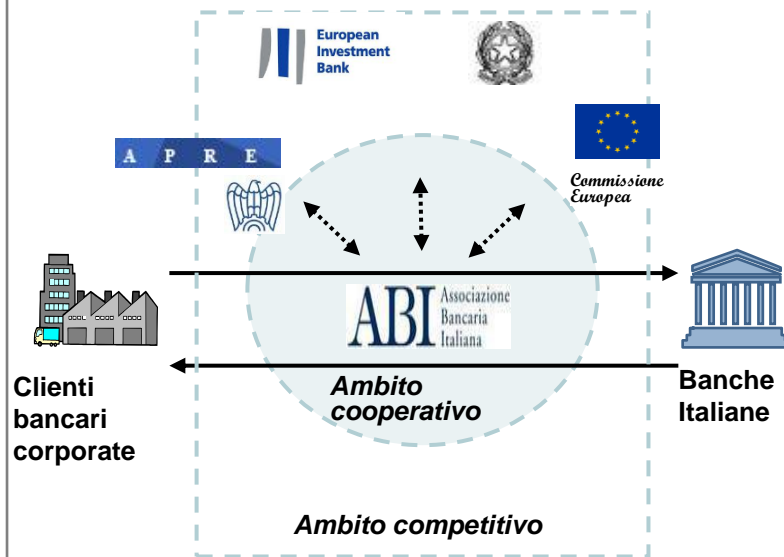 European
Investment
Bank
A P R E
Commissione
Europea
ABI
Associazione
Bancaria
Italiana
Clienti
bancari
corporate
Ambito
cooperativo
Banche
Italiane
Ambito competitivo